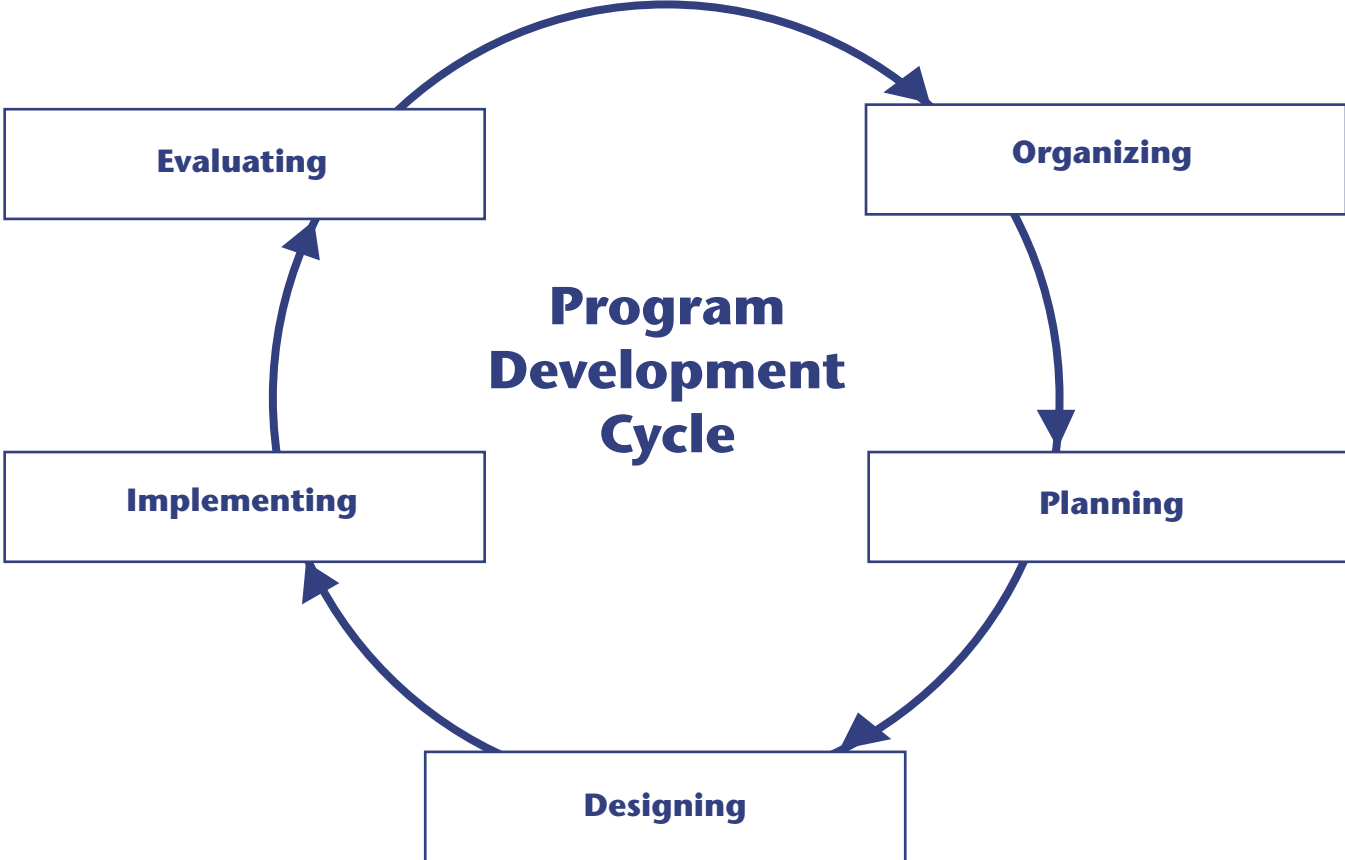 Evaluating
Organizing
Program
Development
Cycle
Implementing
Planning
Designing